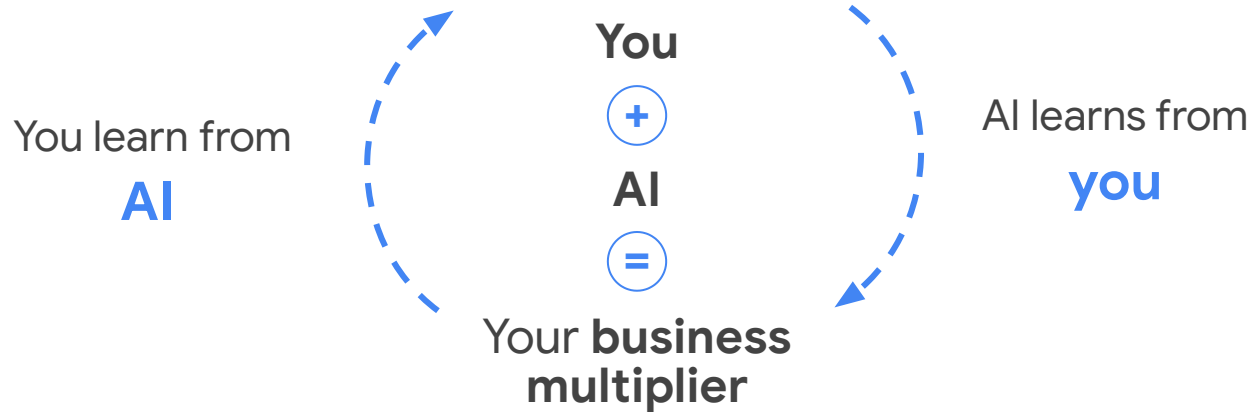 You
+
You learn from
AI
AI
AI learns from
you
=
Your business
multiplier